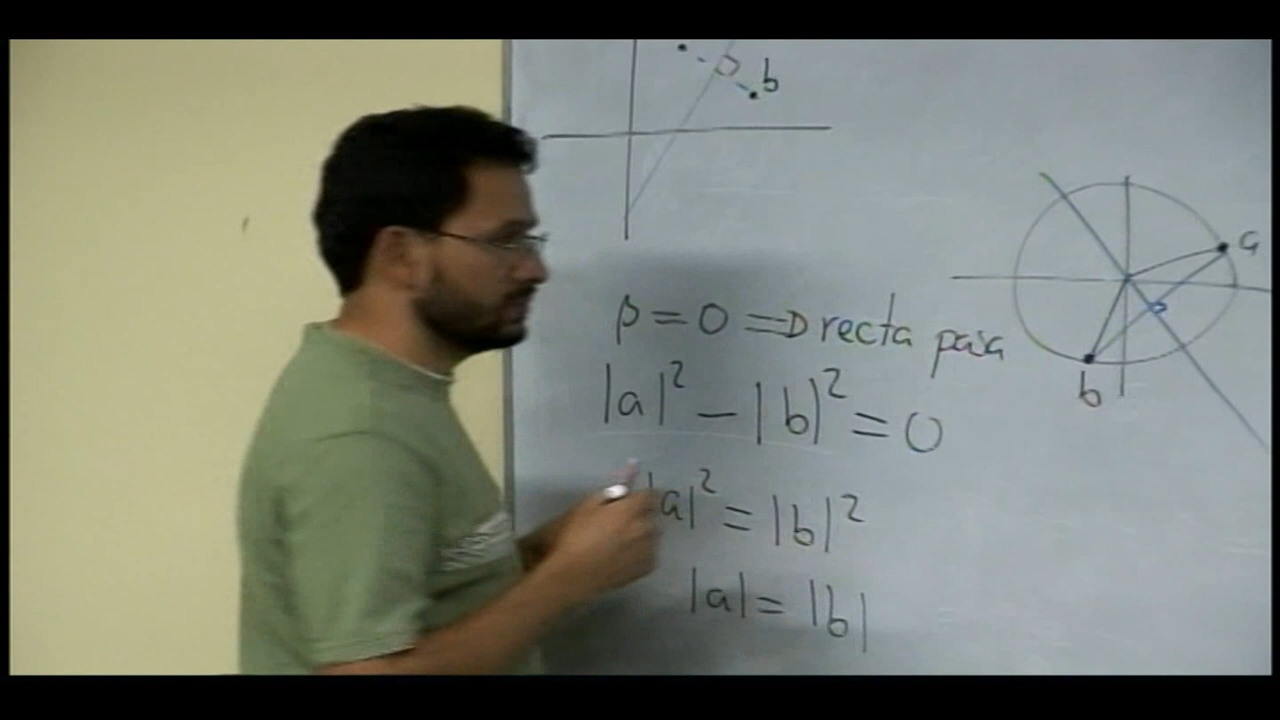 b
a
b
β = 0 ⇒ recta pasa
|a|² − |b|² = 0
|a|² = |b|²
|a| = |b|